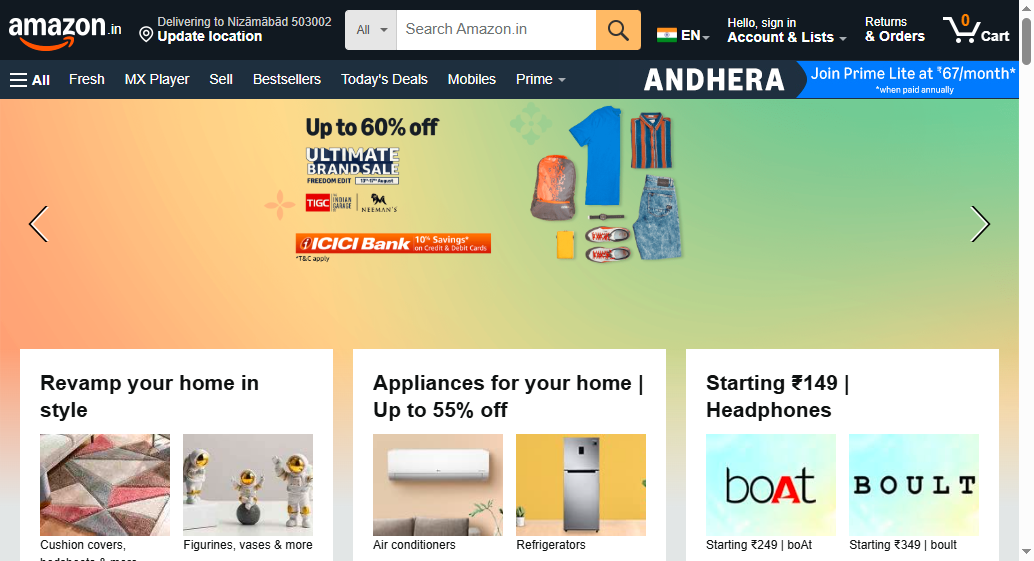 amazon.in
Delivering to Nizāmābād 503002
Update location
All
Search Amazon.in
EN
Hello, sign in
Account & Lists
Returns
& Orders
0
Cart
All
Fresh
MX Player
Sell
Bestsellers
Today's Deals
Mobiles
Prime
ANDHERA
Join Prime Lite at ₹67/month*
*when paid annually
Up to 60% off
ULTIMATE
BRAND SALE
FREEDOM EDIT
TIGC
THE INDIAN GARAGE
NEEMAN'S
ICICI Bank
10% Savings*
on Credit & Debit Cards
*T&C apply
Revamp your home in
style
Appliances for your home |
Up to 55% off
Starting ₹149 |
Headphones
boAt
BOULT
Cushion covers,
bedsheets & more
Figurines, vases & more
Air conditioners
Refrigerators
Starting ₹249 | boAt
Starting ₹349 | boult